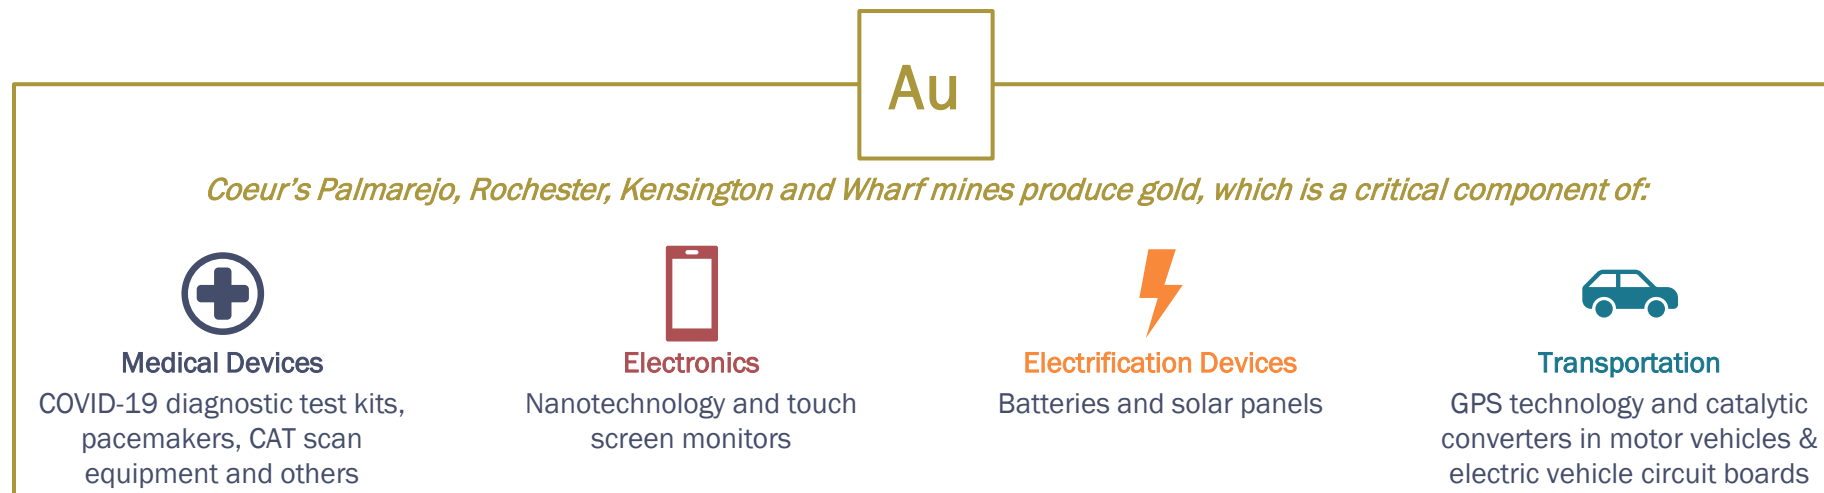 Au
Coeur's Palmarejo, Rochester, Kensington and Wharf mines produce gold, which is a critical component of:
Medical Devices
COVID-19 diagnostic test kits,
pacemakers, CAT scan
equipment and others
Electronics
Nanotechnology and touch
screen monitors
Electrification Devices
Batteries and solar panels
Transportation
GPS technology and catalytic
converters in motor vehicles &
electric vehicle circuit boards